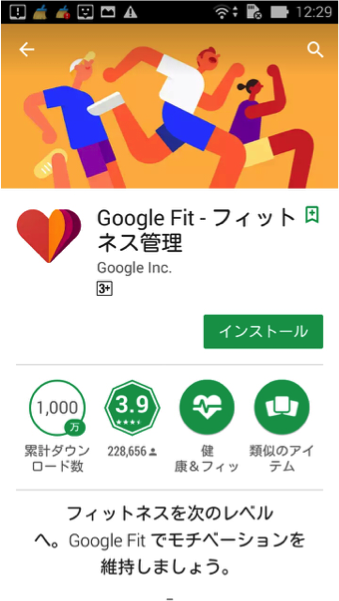 12:29
Google Fit - フィット
ネス管理
Google Inc.
3+
インストール
1,000
万
3.9
累計ダウン
ロード数
228,656
健
康＆フィッ
類似のアイ
テム
フィットネスを次のレベル
へ。Google Fit でモチベーションを
維持しましょう。